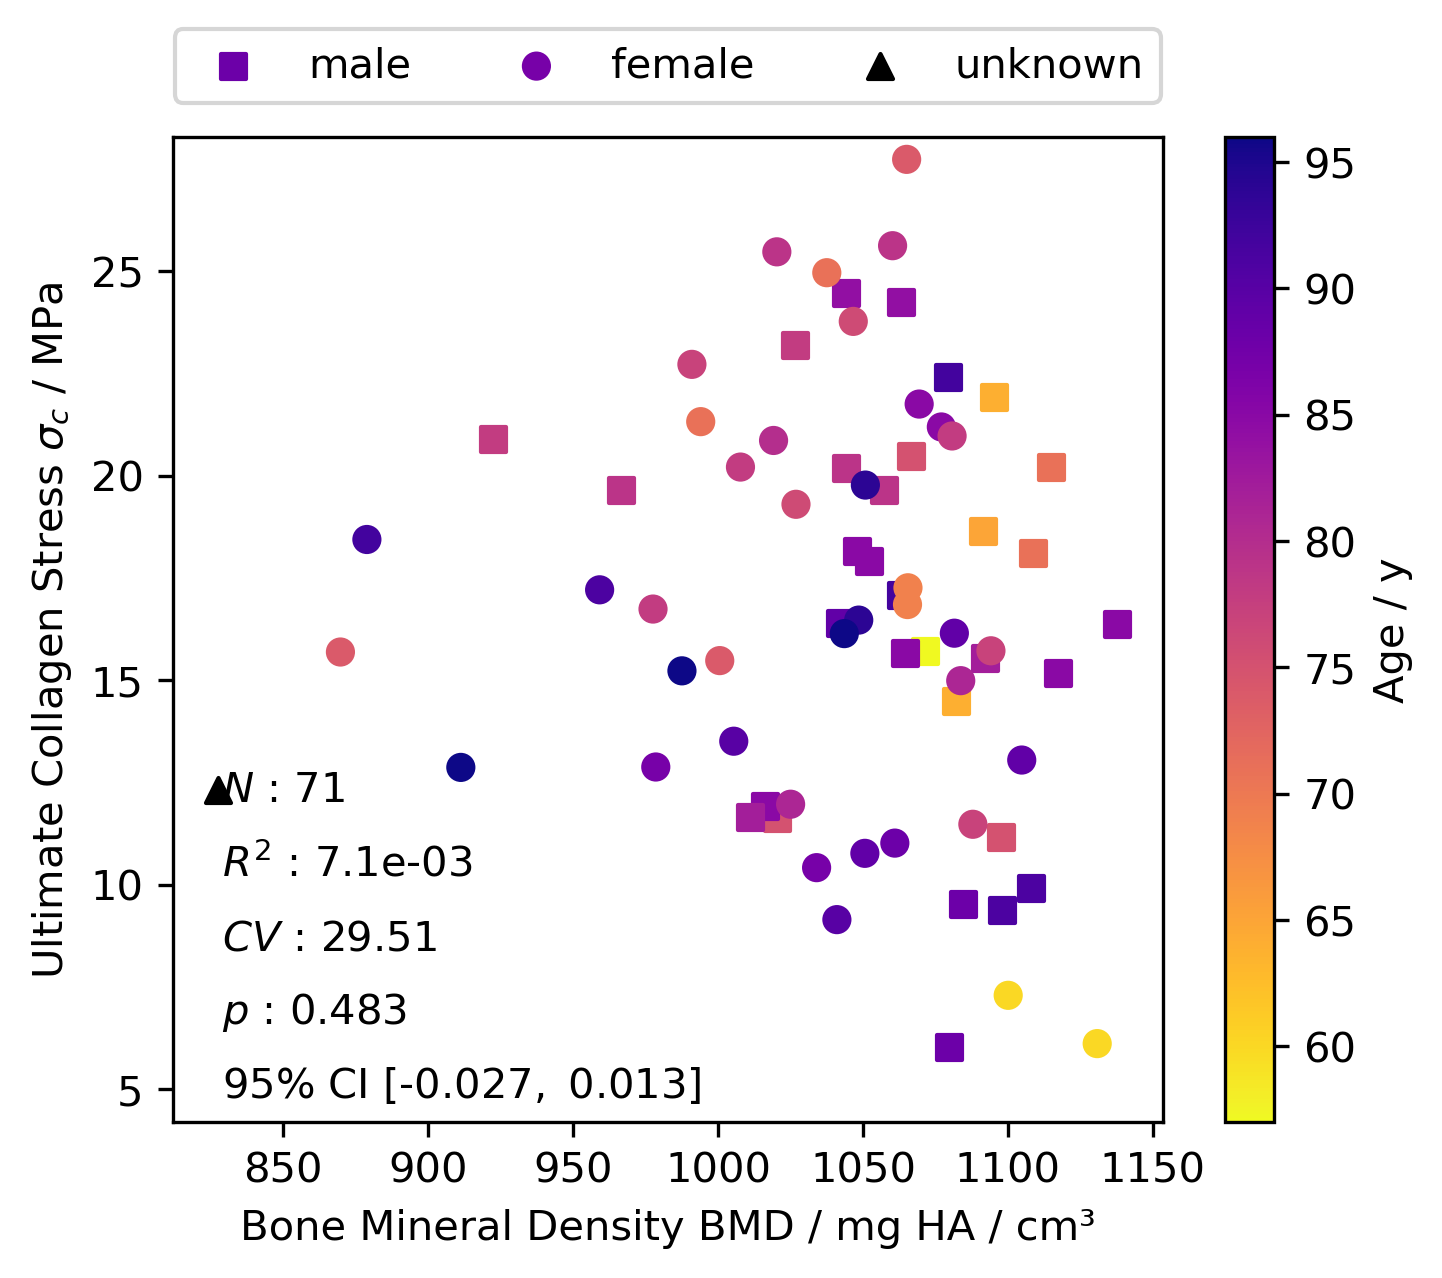 male female unknown
25
20
15
10
5
Ultimate Collagen Stress σc / MPa
N : 71
R² : 7.1e-03
CV : 29.51
p : 0.483
95% CI [-0.027, 0.013]
850 900 950 1000 1050 1100 1150
Bone Mineral Density BMD / mg HA / cm³
95
90
85
80
75
70
65
60
Age / y